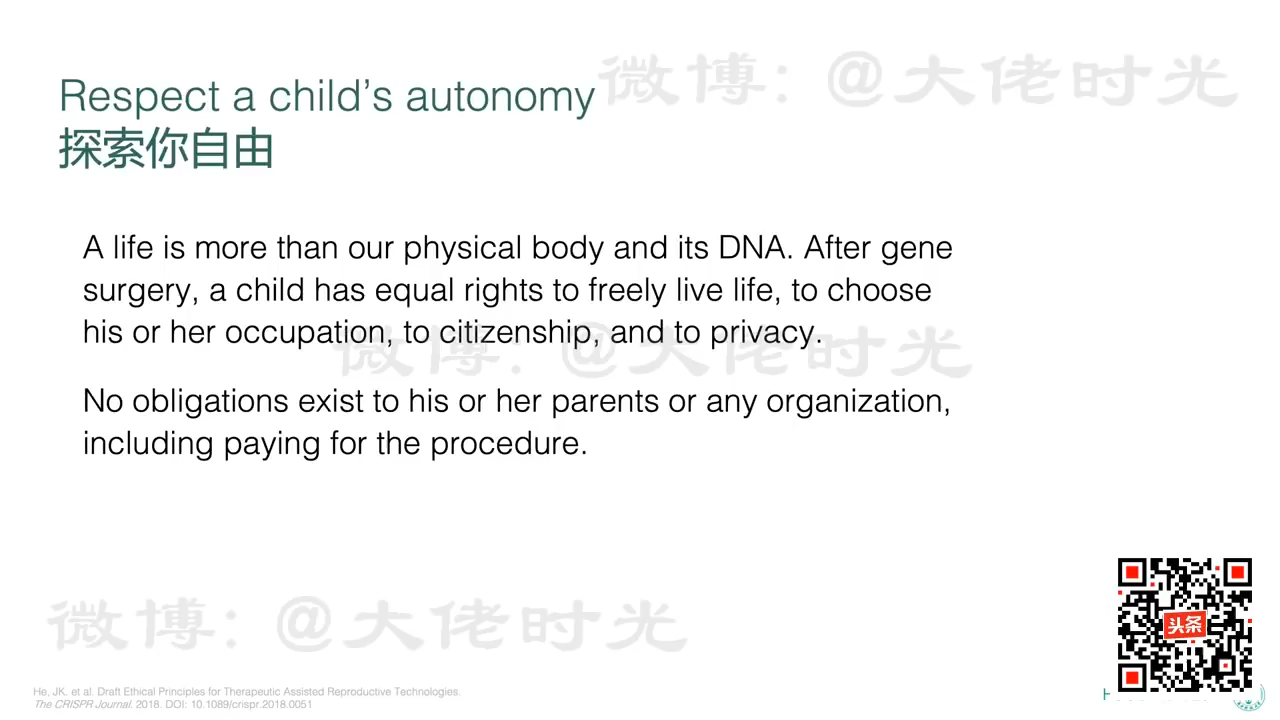 Respect a child's autonomy
探索你自由
微博: @大佬时光
A life is more than our physical body and its DNA. After gene
surgery, a child has equal rights to freely live life, to choose
his or her occupation, to citizenship, and to privacy.
微博: @大佬时光
No obligations exist to his or her parents or any organization,
including paying for the procedure.
微博: @大佬时光
头条
He, JK. et al. Draft Ethical Principles for Therapeutic Assisted Reproductive Technologies.
The CRISPR Journal. 2018. DOI: 10.1089/crispr.2018.0051